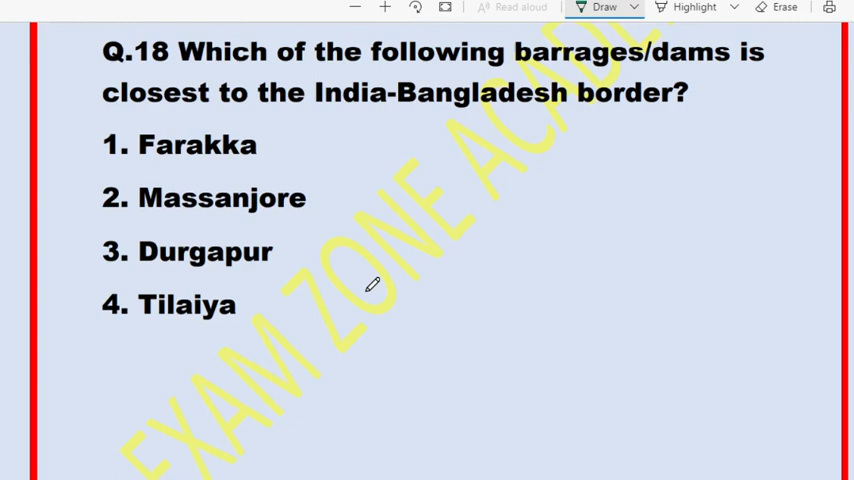 Read aloud Draw Highlight Erase
Q.18 Which of the following barrages/dams is
closest to the India-Bangladesh border?
1. Farakka
2. Massanjore
3. Durgapur
4. Tilaiya
EXAM ZONE ACADE